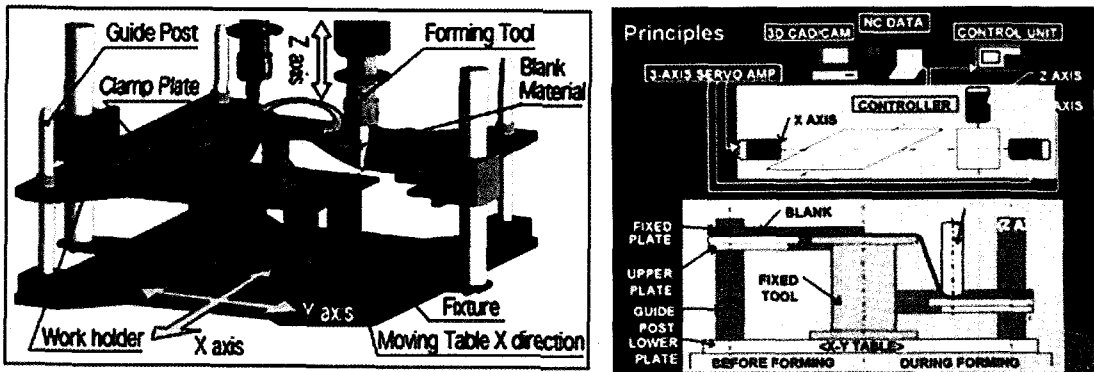 Guide Post
Z axis
Forming Tool
Clamp Plate
Blank
Material
Y axis
Fixture
Work holder
X axis
Moving Table X direction
Principles
NC DATA
3D CAD/CAM
CONTROL UNIT
3-AXIS SERVO AMP
Z AXIS
CONTROLLER
AXIS
X AXIS
BLANK
FIXED
PLATE
UPPER
PLATE
FIXED
TOOL
GUIDE
POST
LOWER
PLATE
<X-Y TABLE>
BEFORE FORMING
DURING FORMING